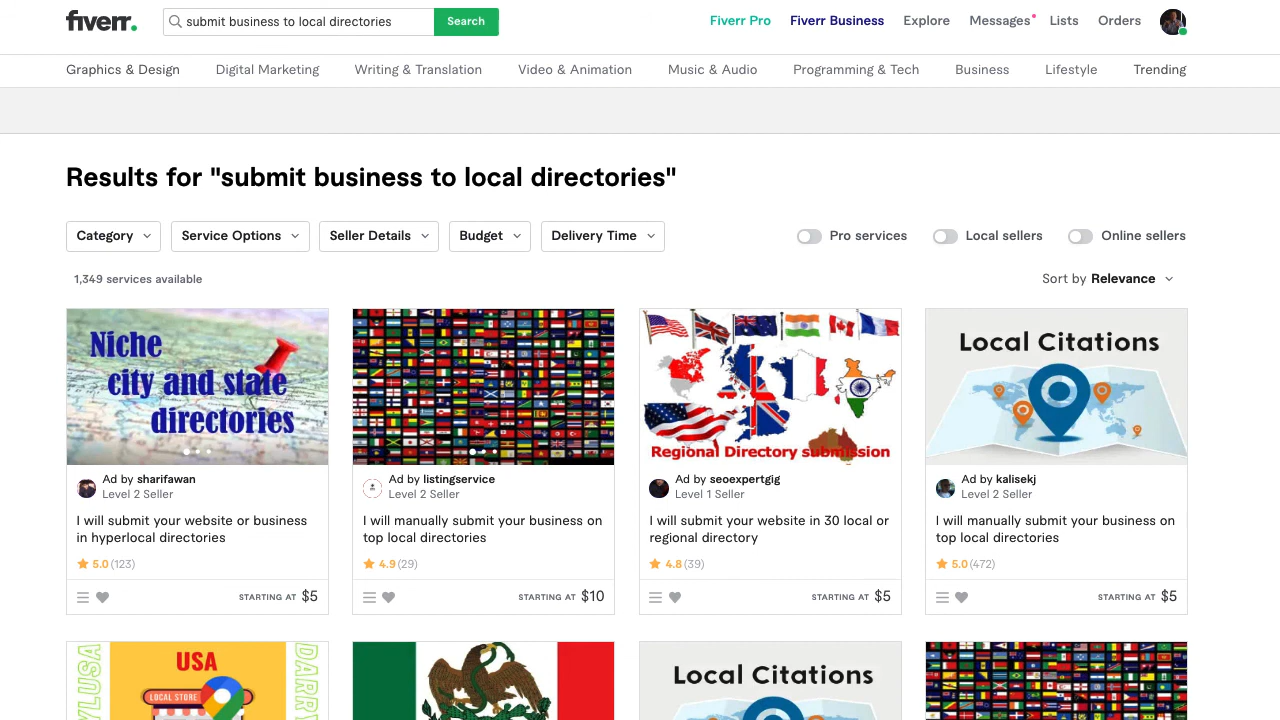 fiverr.
submit business to local directories
Search
Fiverr Pro
Fiverr Business
Explore
Messages
Lists
Orders
Graphics & Design
Digital Marketing
Writing & Translation
Video & Animation
Music & Audio
Programming & Tech
Business
Lifestyle
Trending
Results for "submit business to local directories"
Category
Service Options
Seller Details
Budget
Delivery Time
Pro services
Local sellers
Online sellers
1,349 services available
Sort by Relevance
Niche
city and state
directories
Ad by sharifawan
Level 2 Seller
I will submit your website or business
in hyperlocal directories
5.0 (123)
STARTING AT $5
Ad by listingservice
Level 2 Seller
I will manually submit your business on
top local directories
4.9 (29)
STARTING AT $10
Regional Directory submission
Ad by seoexpertgig
Level 1 Seller
I will submit your website in 30 local or
regional directory
4.8 (39)
STARTING AT $5
Local Citations
Ad by kalisekj
Level 2 Seller
I will manually submit your business on
top local directories
5.0 (472)
STARTING AT $5
USA
LOCAL STORE
YLUSA
DARRY
Local Citations